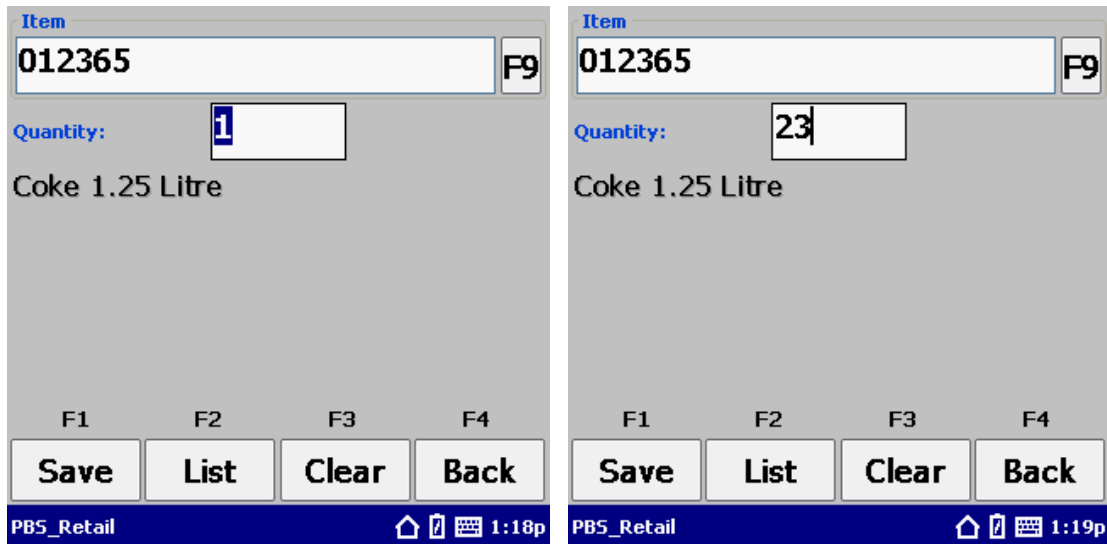 Item
012365 F9
Quantity: 1
Coke 1.25 Litre
F1 F2 F3 F4
Save List Clear Back
PBS_Retail 1:18p
Item
012365 F9
Quantity: 23
Coke 1.25 Litre
F1 F2 F3 F4
Save List Clear Back
PBS_Retail 1:19p